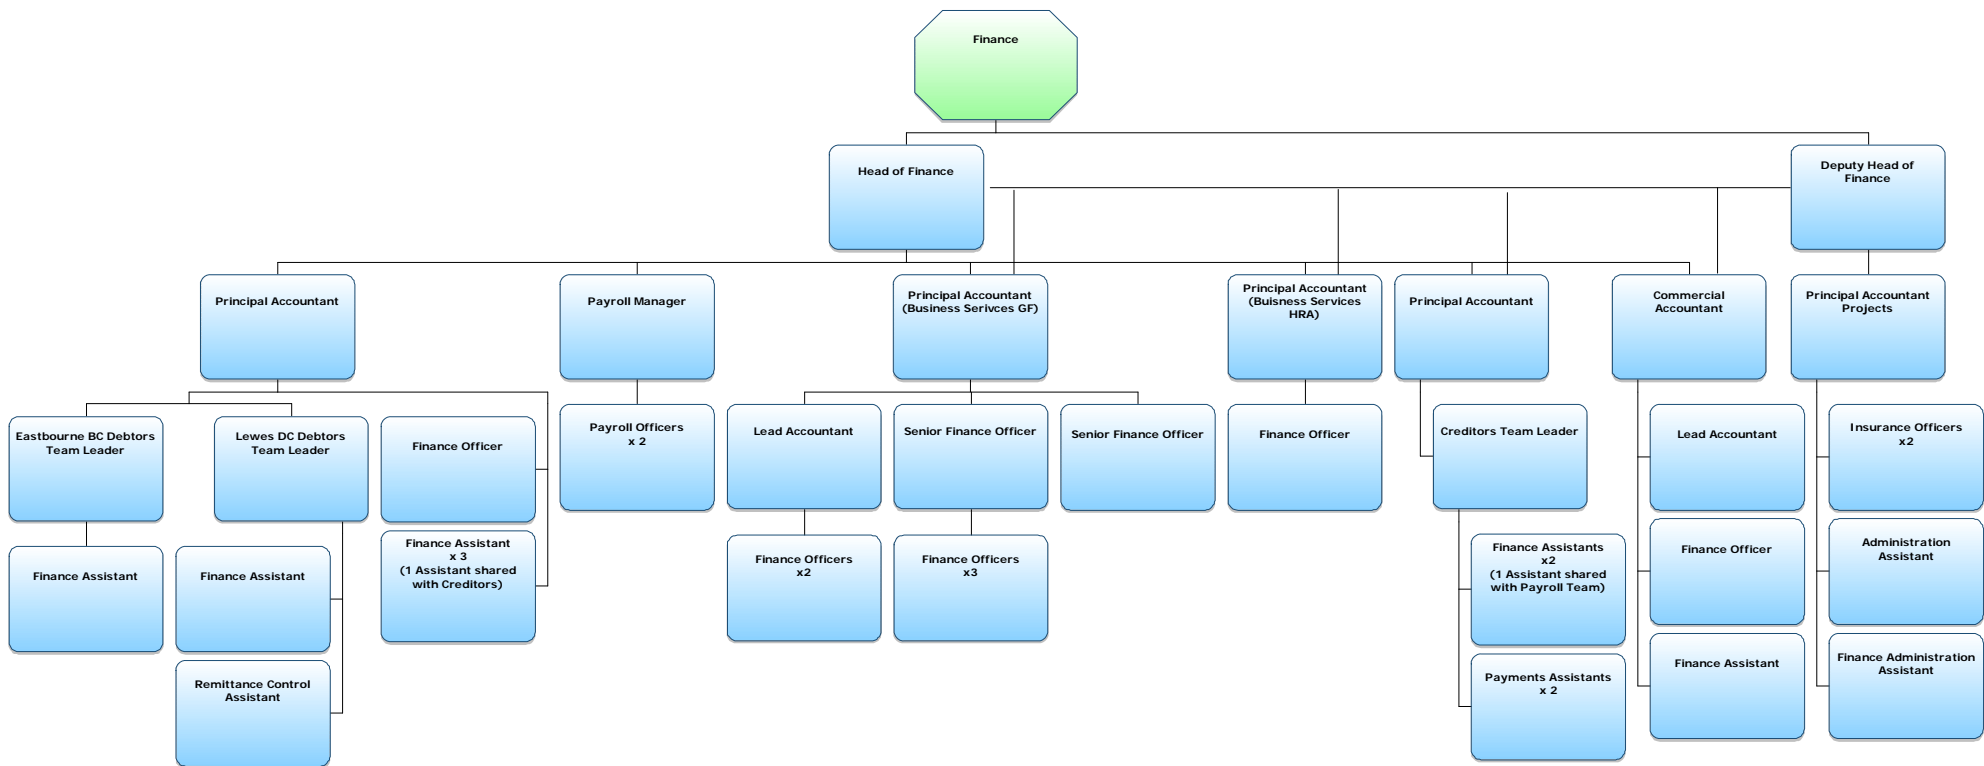 Finance
Head of Finance
Deputy Head of
Finance
Principal Accountant
Payroll Manager
Principal Accountant
(Business Serivces GF)
Principal Accountant
(Buisness Services
HRA)
Principal Accountant
Commercial
Accountant
Principal Accountant
Projects
Eastbourne BC Debtors
Team Leader
Lewes DC Debtors
Team Leader
Finance Officer
Payroll Officers
x 2
Lead Accountant
Senior Finance Officer
Senior Finance Officer
Finance Officer
Creditors Team Leader
Lead Accountant
Insurance Officers
x2
Finance Assistant
Finance Assistant
Finance Assistant
x 3
(1 Assistant shared
with Creditors)
Finance Officers
x2
Finance Officers
x3
Finance Assistants
x2
(1 Assistant shared
with Payroll Team)
Finance Officer
Administration
Assistant
Remittance Control
Assistant
Payments Assistants
x 2
Finance Assistant
Finance Administration
Assistant